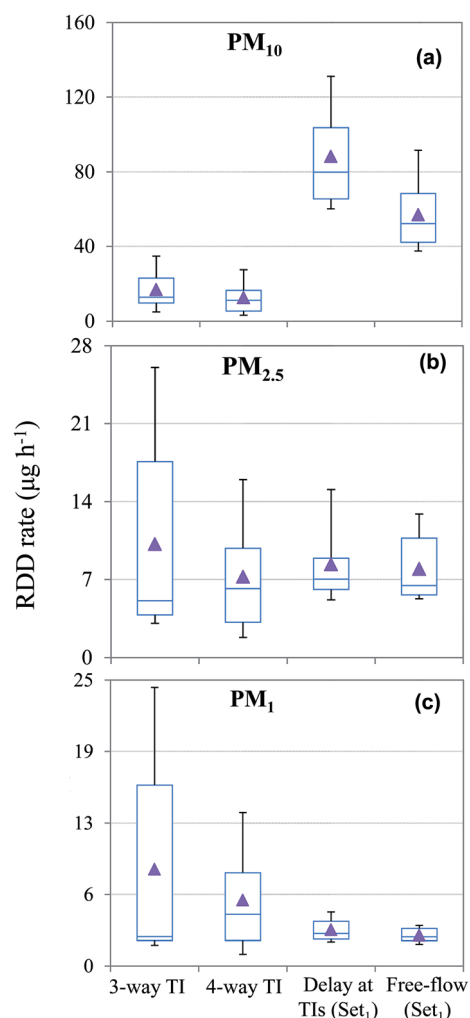 160
PM₁₀
(a)
120
80
40
0
28
PM₂.₅
(b)
21
14
7
0
25
PM₁
(c)
19
13
6
0
RDD rate (µg h⁻¹)
3-way TI 4-way TI Delay at Free-flow
TIs (Set₁) (Set₁)